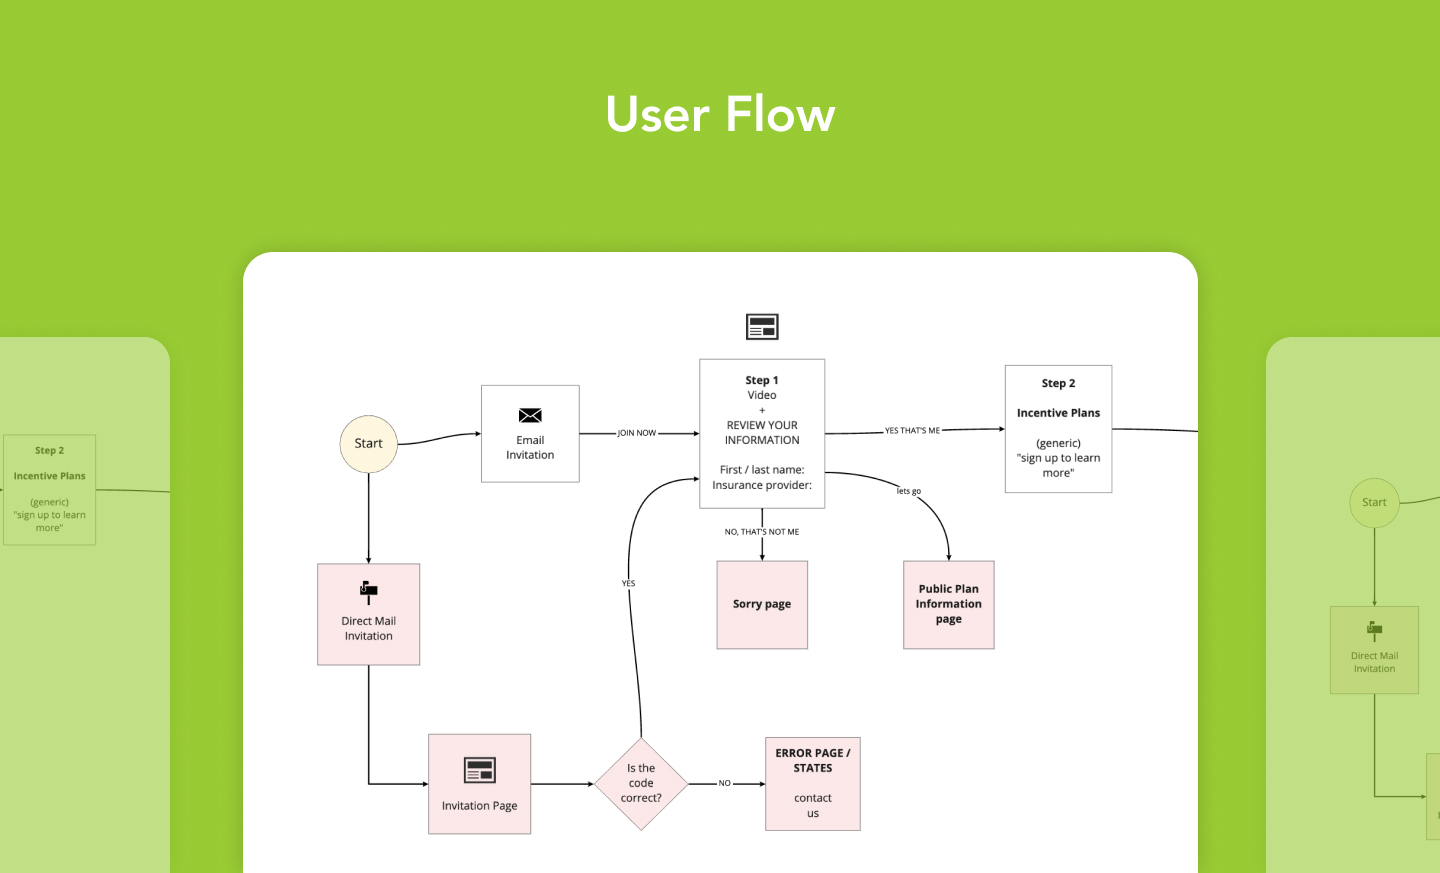 User Flow
Start
Email
Invitation
JOIN NOW
Step 1
Video
+
REVIEW YOUR
INFORMATION
First / last name:
Insurance provider:
YES THAT'S ME
Step 2
Incentive Plans
(generic)
"sign up to learn
more"
lets go
NO, THAT'S NOT ME
YES
Sorry page
Public Plan
Information
page
Direct Mail
Invitation
Invitation Page
Is the
code
correct?
NO
ERROR PAGE /
STATES
contact
us
Step 2
Incentive Plans
(generic)
"sign up to learn
more"
Start
Direct Mail
Invitation